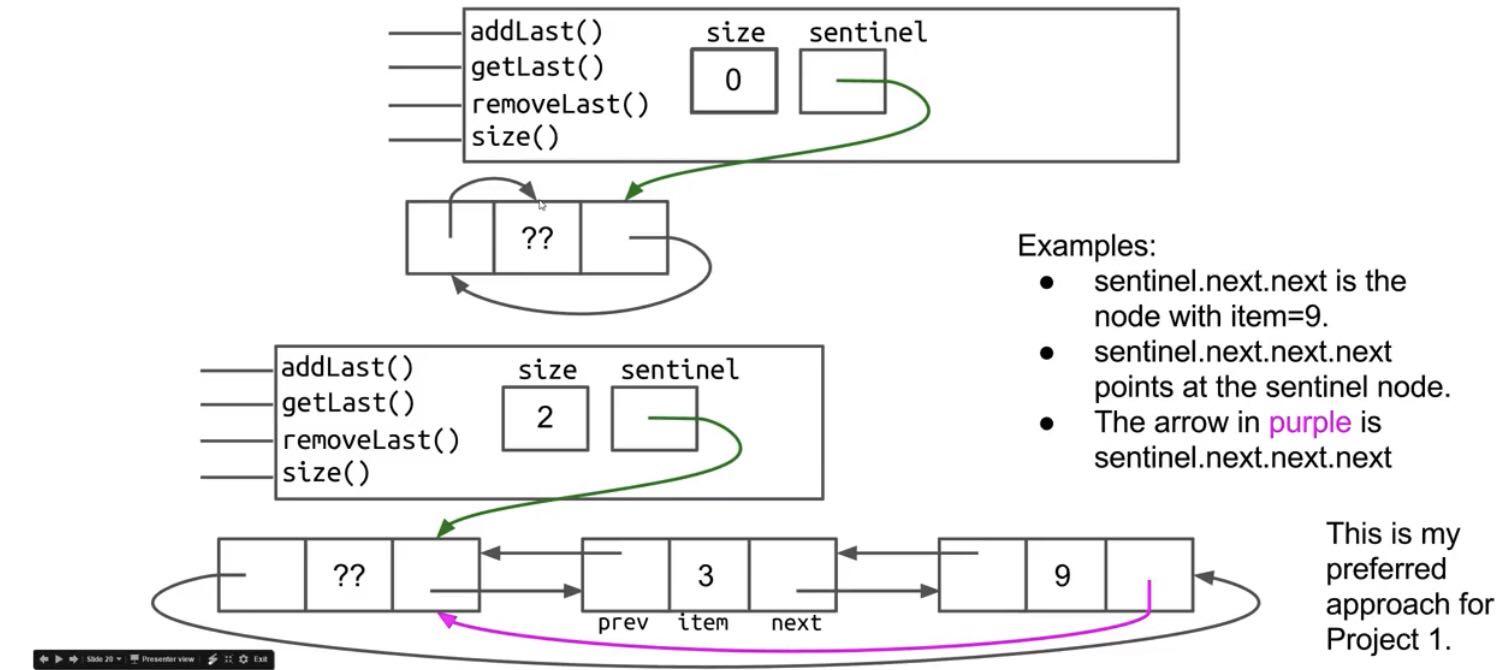 addLast()
getLast()
removeLast()
size()
size
sentinel
0
??
Examples:
● sentinel.next.next is the
node with item=9.
● sentinel.next.next.next
points at the sentinel node.
● The arrow in purple is
sentinel.next.next.next
addLast()
getLast()
removeLast()
size()
size
sentinel
2
??
3
9
prev item next
This is my
preferred
approach for
Project 1.
Slide 20 Presenter view Exit